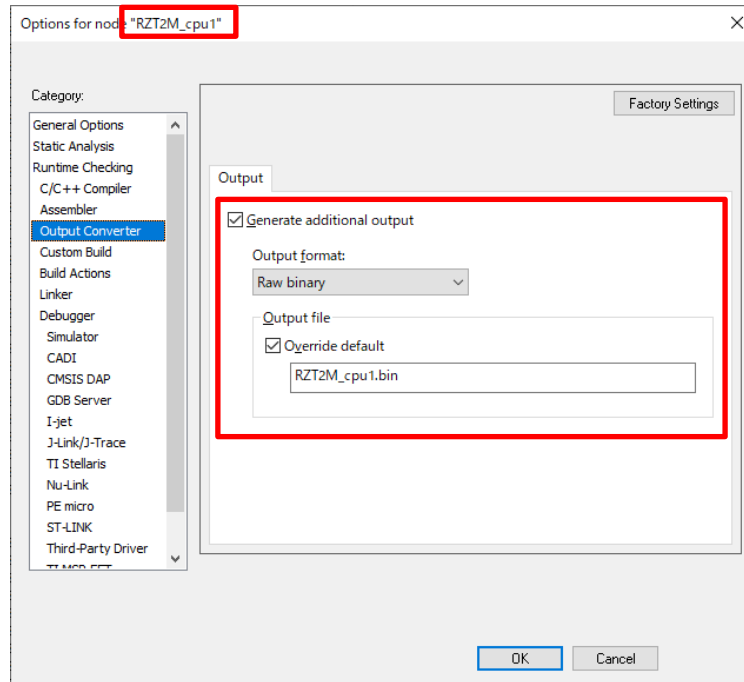 Options for node "RZT2M_cpu1"
Category:
General Options
Static Analysis
Runtime Checking
C/C++ Compiler
Assembler
Output Converter
Custom Build
Build Actions
Linker
Debugger
Simulator
CADI
CMSIS DAP
GDB Server
I-jet
J-Link/J-Trace
TI Stellaris
Nu-Link
PE micro
ST-LINK
Third-Party Driver
Factory Settings
Output
Generate additional output
Output format:
Raw binary
Output file
Override default
RZT2M_cpu1.bin
OK
Cancel